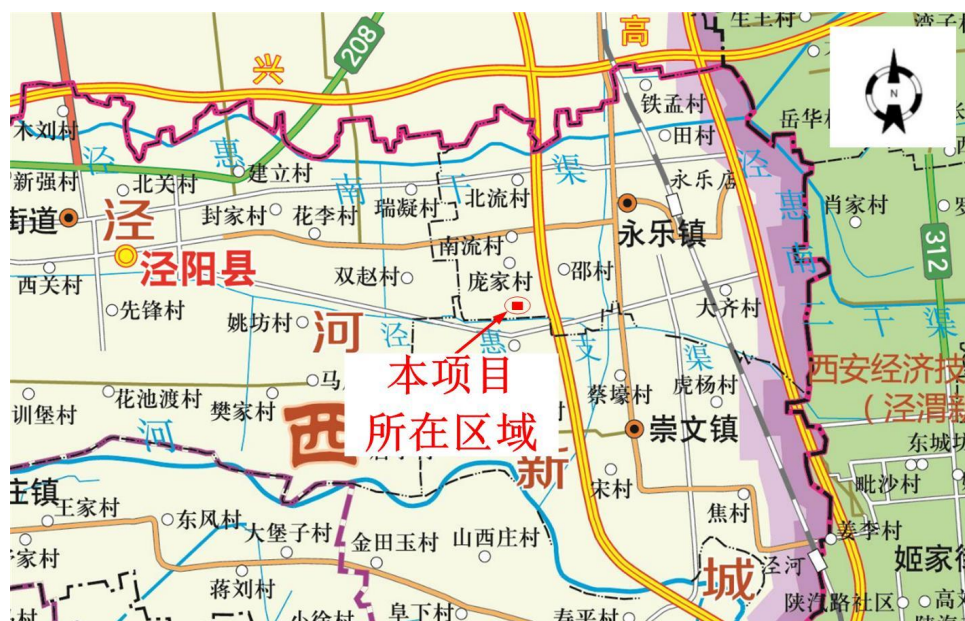 生王村
湾子村
208
高
兴
N
铁孟村
岳华村
木刘村
田村
泾
惠
建立村
渠
泾
新强村
北关村
南
干
北流村
永乐店
惠
肖家村
街道
泾
封家村
花李村
瑞凝村
永乐镇
312
泾阳县
南流村
南
西关村
双赵村
庞家村
邵村
先锋村
大齐村
姚坊村
河
泾
惠
支
渠
二
干
渠
本项目
所在区域
西安经济技
(泾渭新
花池渡村
蔡壕村
虎杨村
训堡村
樊家村
崇文镇
河
西
新
东城坊
庄镇
宋村
毗沙村
王家村
东风村
焦村
大堡子村
金田玉村
山西庄村
姜李村
姬家街
蒋刘村
城
泾河
小徐村
阜下村
寿平村
陕汽路社区
高刘